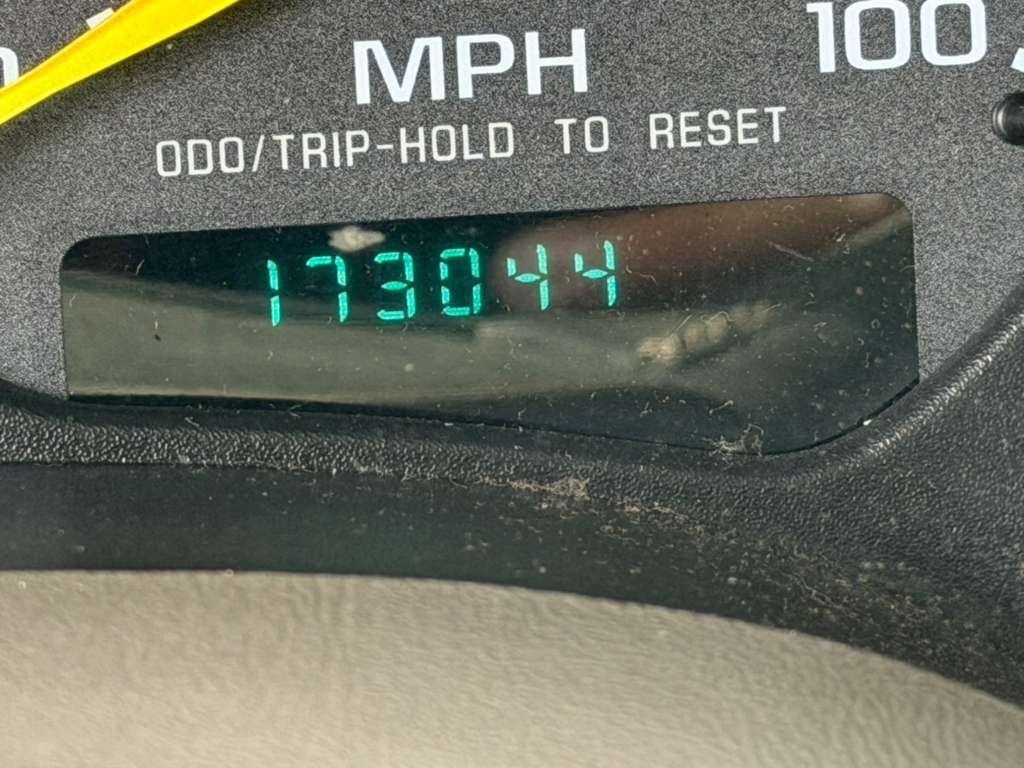 MPH
100
ODO/TRIP-HOLD TO RESET
173044